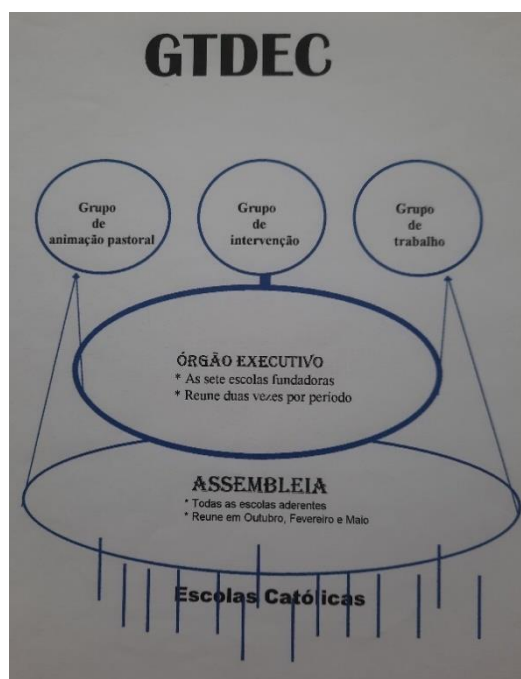 GTDEC
Grupo
de
animação pastoral
Grupo
de
intervenção
Grupo
de
trabalho
ÓRGÃO EXECUTIVO
* As sete escolas fundadoras
* Reune duas vezes por período
ASSEMBLEIA
* Todas as escolas aderentes
* Reune em Outubro, Fevereiro e Maio
Escolas Católicas